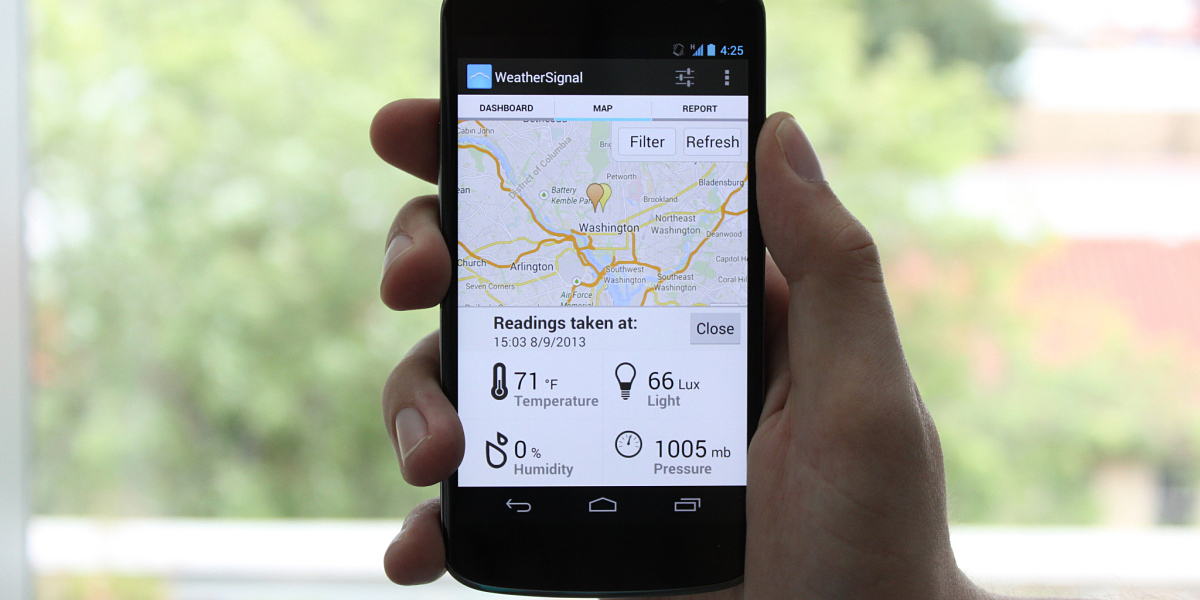 H 4:25
WeatherSignal
DASHBOARD MAP REPORT
Cabin John
District of Columbia
Filter Refresh
Petworth
Battery
Kemble Park
Bladensburg
Brookland
Northeast
Washington
Washington
Deanwood
Church
Arlington
Capitol H
Southwest
Washington
Southeast
Washington
Coral Hi
Seven Corners
Air Force
Memorial
Readings taken at:
15:03 8/9/2013
Close
71 °F
Temperature
66 Lux
Light
0 %
Humidity
1005 mb
Pressure